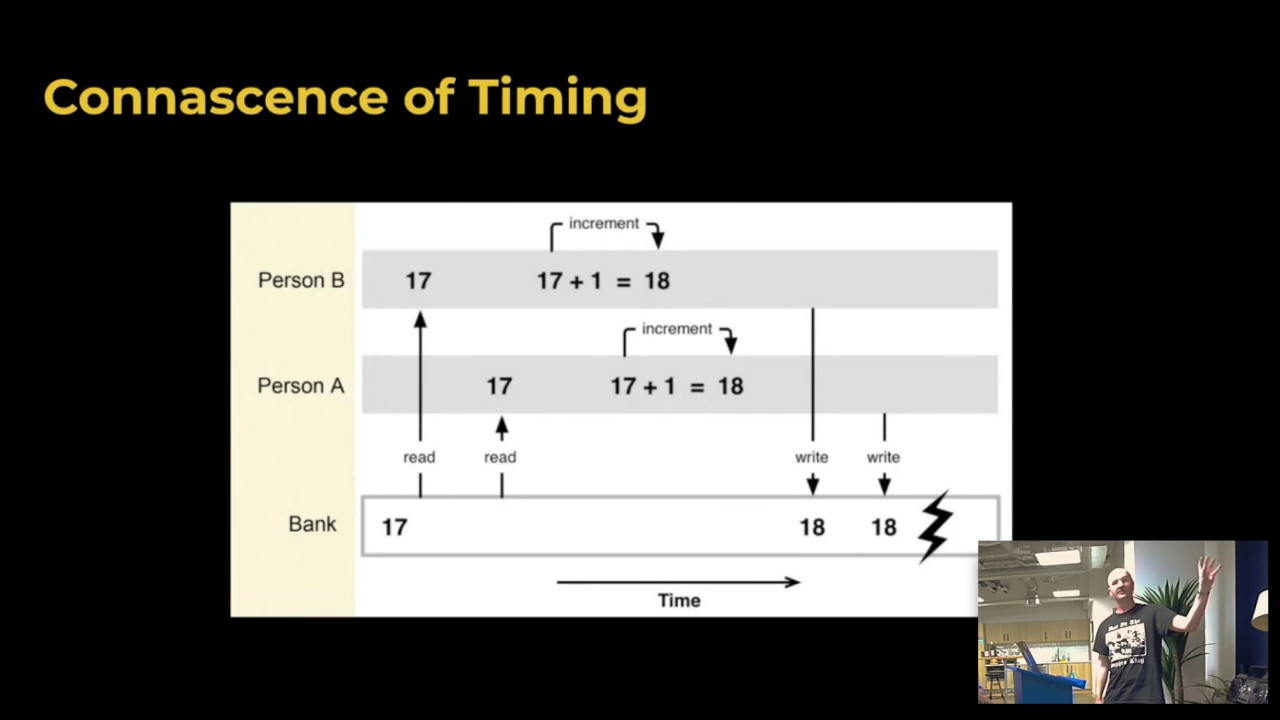 Connascence of Timing
increment
Person B 17 17 + 1 = 18
increment
Person A 17 17 + 1 = 18
read read write write
Bank 17 18 18
Time